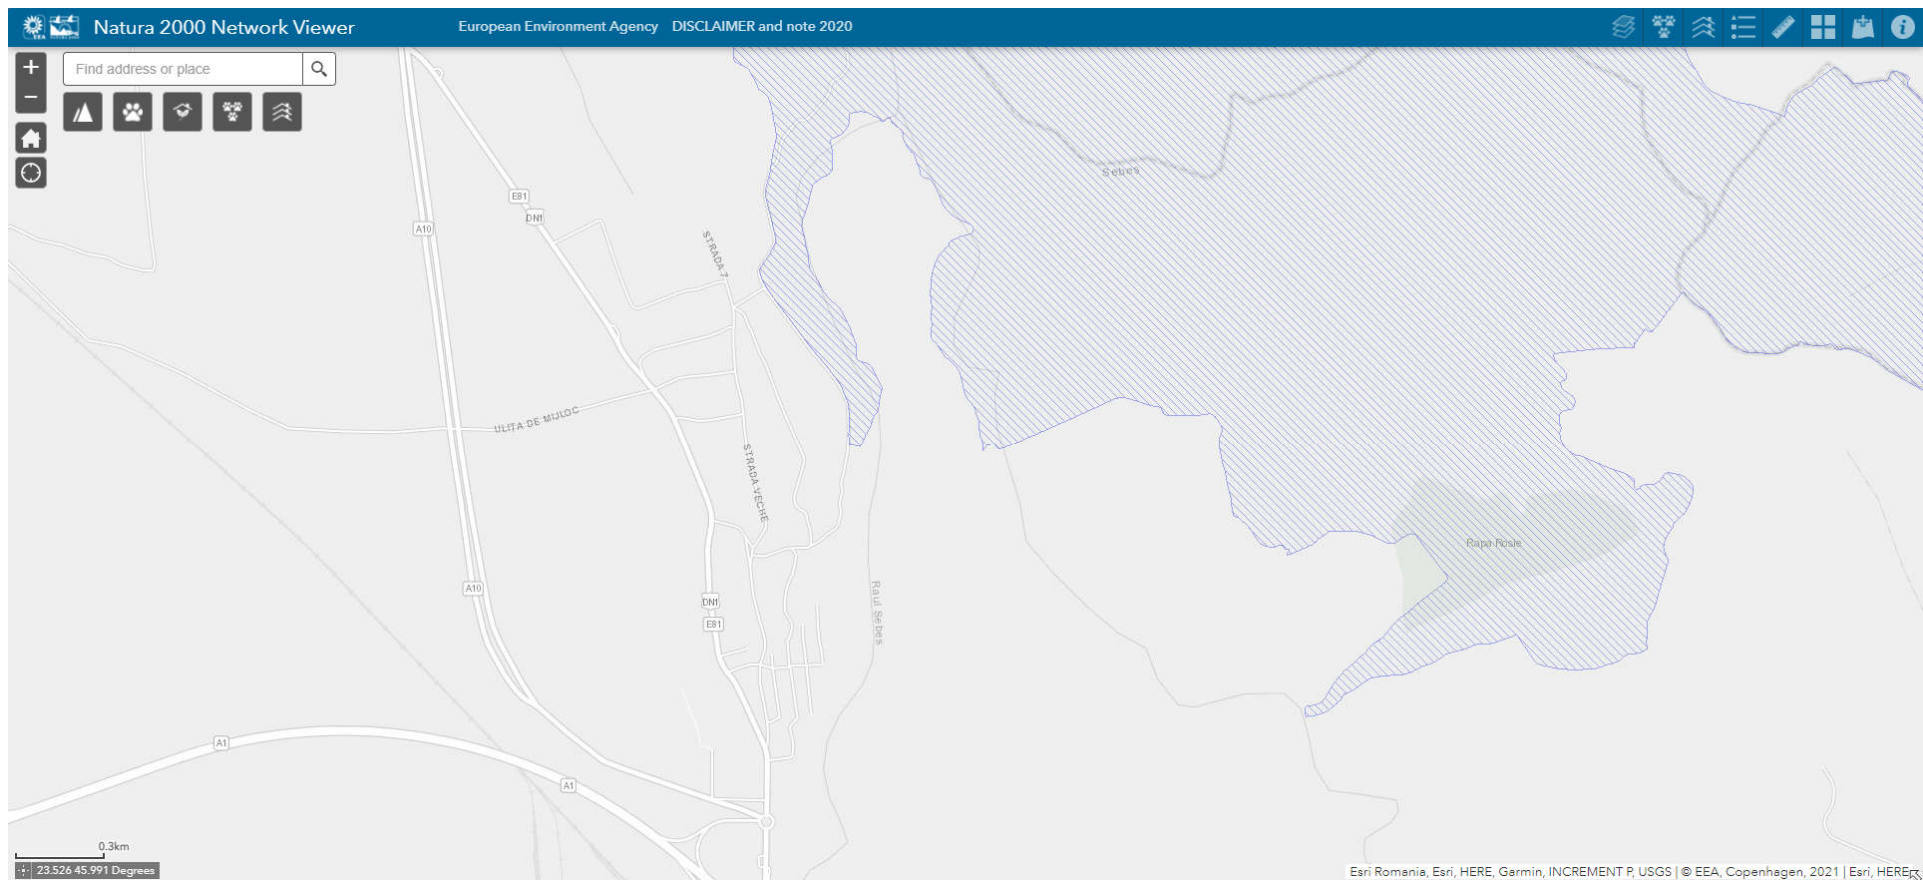 Natura 2000 Network Viewer
European Environment Agency DISCLAIMER and note 2020
Find address or place
E81
DN1
A10
Sebes
STRADA 7
ULITA DE MIJLOC
STRADA VECHE
Rapa Rosie
A10
DN1
E81
Raul Sebes
A1
A1
0.3km
23.526 45.991 Degrees
Esri Romania, Esri, HERE, Garmin, INCREMENT P, USGS | © EEA, Copenhagen, 2021 | Esri, HERE